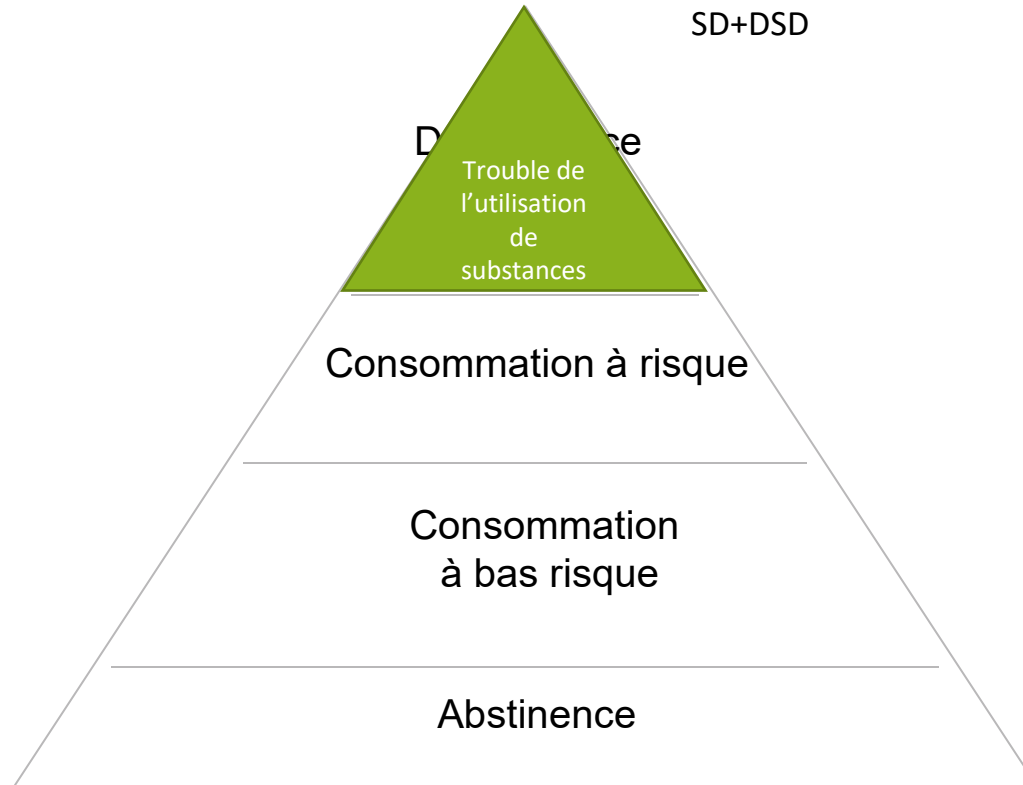 SD+DSD
Trouble de
l’utilisation
de
substances
Consommation à risque
Consommation
à bas risque
Abstinence